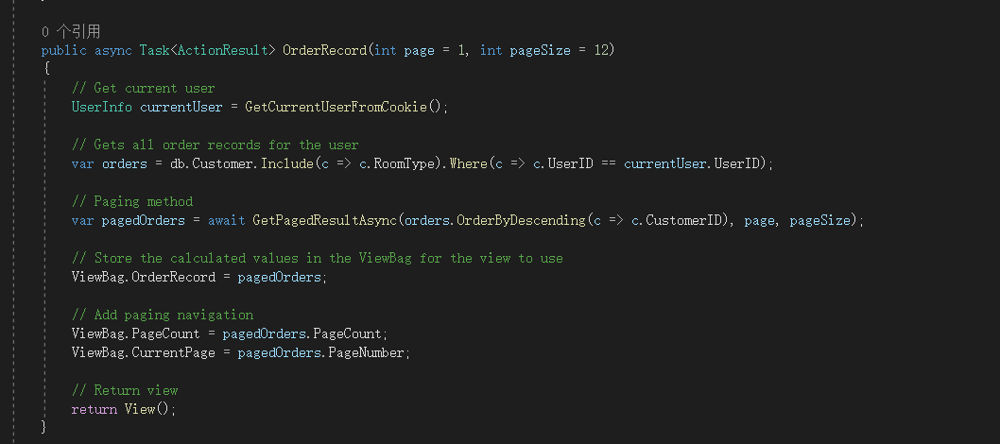 0 个引用
public async Task<ActionResult> OrderRecord(int page = 1, int pageSize = 12)
{
// Get current user
UserInfo currentUser = GetCurrentUserFromCookie();
// Gets all order records for the user
var orders = db.Customer.Include(c => c.RoomType).Where(c => c.UserID == currentUser.UserID);
// Paging method
var pagedOrders = await GetPagedResultAsync(orders.OrderByDescending(c => c.CustomerID), page, pageSize);
// Store the calculated values in the ViewBag for the view to use
ViewBag.OrderRecord = pagedOrders;
// Add paging navigation
ViewBag.PageCount = pagedOrders.PageCount;
ViewBag.CurrentPage = pagedOrders.PageNumber;
// Return view
return View();
}